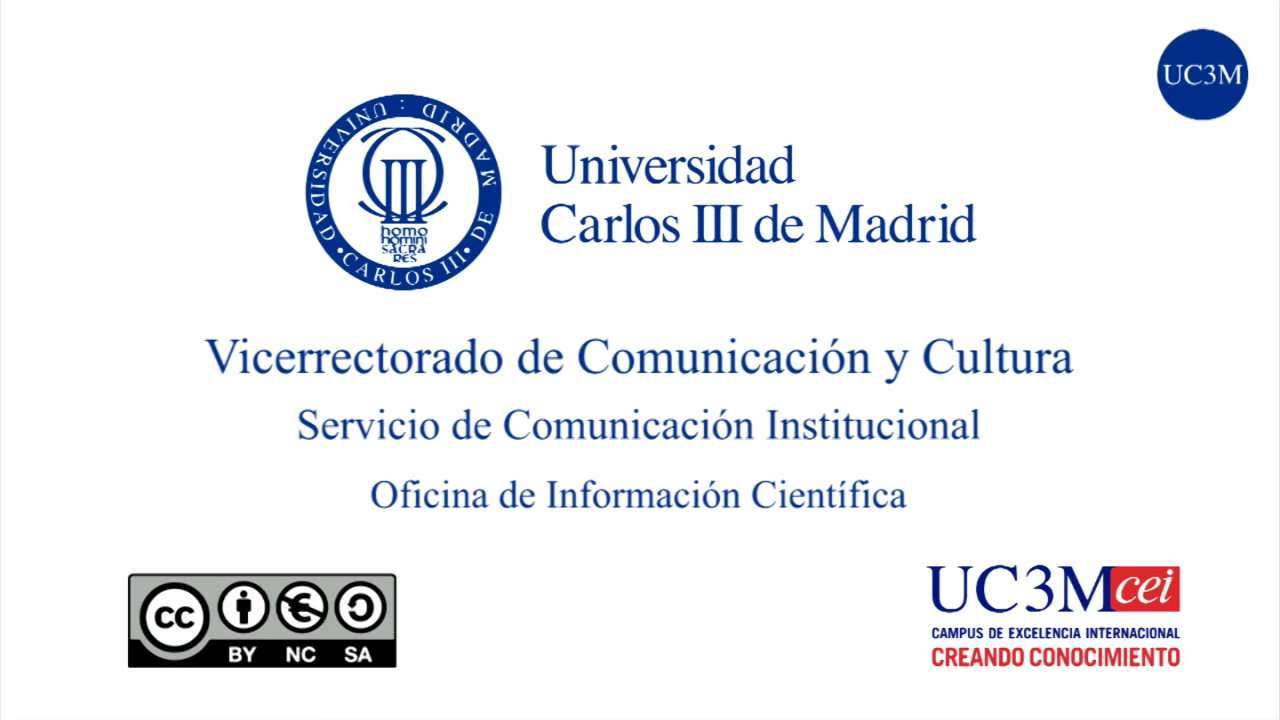 UC3M
UNIVERSIDAD • CARLOS III • DE MADRID :
homo
homini
sacra
res
Universidad
Carlos III de Madrid
Vicerrectorado de Comunicación y Cultura
Servicio de Comunicación Institucional
Oficina de Información Científica
cc
BY NC SA
UC3M cei
CAMPUS DE EXCELENCIA INTERNACIONAL
CREANDO CONOCIMIENTO